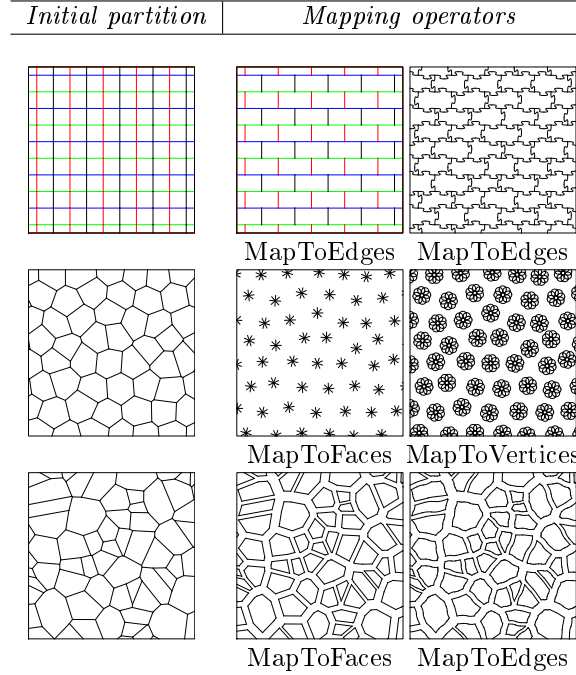 Initial partition Mapping operators
MapToEdges MapToEdges
MapToFaces MapToVertices
MapToFaces MapToEdges